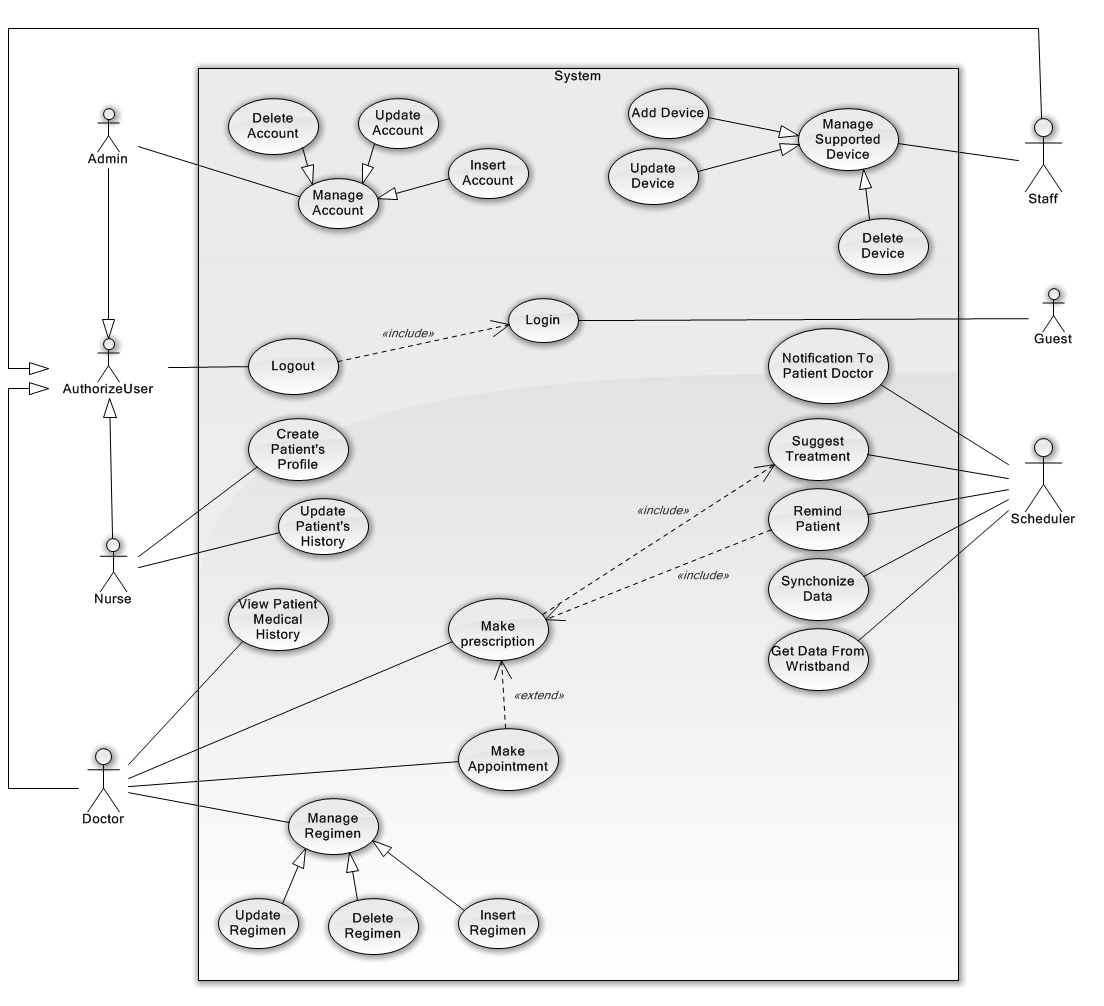 System
Delete
Account
Update
Account
Insert
Account
Manage
Account
Add Device
Update
Device
Manage
Supported
Device
Delete
Device
Admin
Staff
Guest
Login
«include»
Logout
AuthorizeUser
Notification To
Patient Doctor
Create
Patient's
Profile
Suggest
Treatment
Update
Patient's
History
«include»
Remind
Patient
Scheduler
Nurse
«include»
Synchonize
Data
View Patient
Medical
History
Make
prescription
Get Data From
Wristband
«extend»
Make
Appointment
Doctor
Manage
Regimen
Update
Regimen
Delete
Regimen
Insert
Regimen